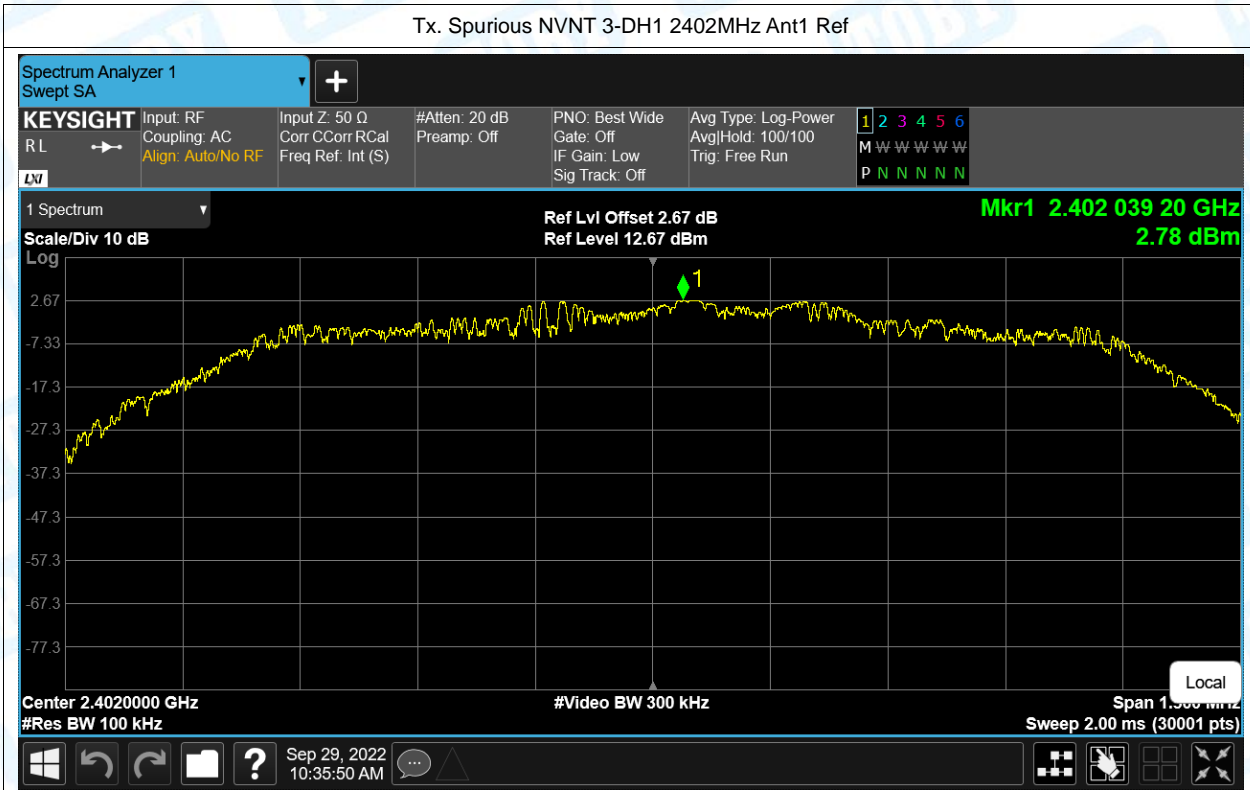 Tx. Spurious NVNT 3-DH1 2402MHz Ant1 Ref
Spectrum Analyzer 1
Swept SA
KEYSIGHT
RL
LXI
Input: RF
Coupling: AC
Align: Auto/No RF
Input Z: 50 Ω
Corr CCorr RCal
Freq Ref: Int (S)
#Atten: 20 dB
Preamp: Off
PNO: Best Wide
Gate: Off
IF Gain: Low
Sig Track: Off
Avg Type: Log-Power
Avg|Hold: 100/100
Trig: Free Run
1 2 3 4 5 6
M W W W W W
P N N N N N
1 Spectrum
Scale/Div 10 dB
Log
Ref Lvl Offset 2.67 dB
Ref Level 12.67 dBm
Mkr1 2.402 039 20 GHz
2.78 dBm
1
2.67
-7.33
-17.3
-27.3
-37.3
-47.3
-57.3
-67.3
-77.3
Local
Center 2.4020000 GHz
#Video BW 300 kHz
Span
#Res BW 100 kHz
Sweep 2.00 ms (30001 pts)
?
Sep 29, 2022
10:35:50 AM